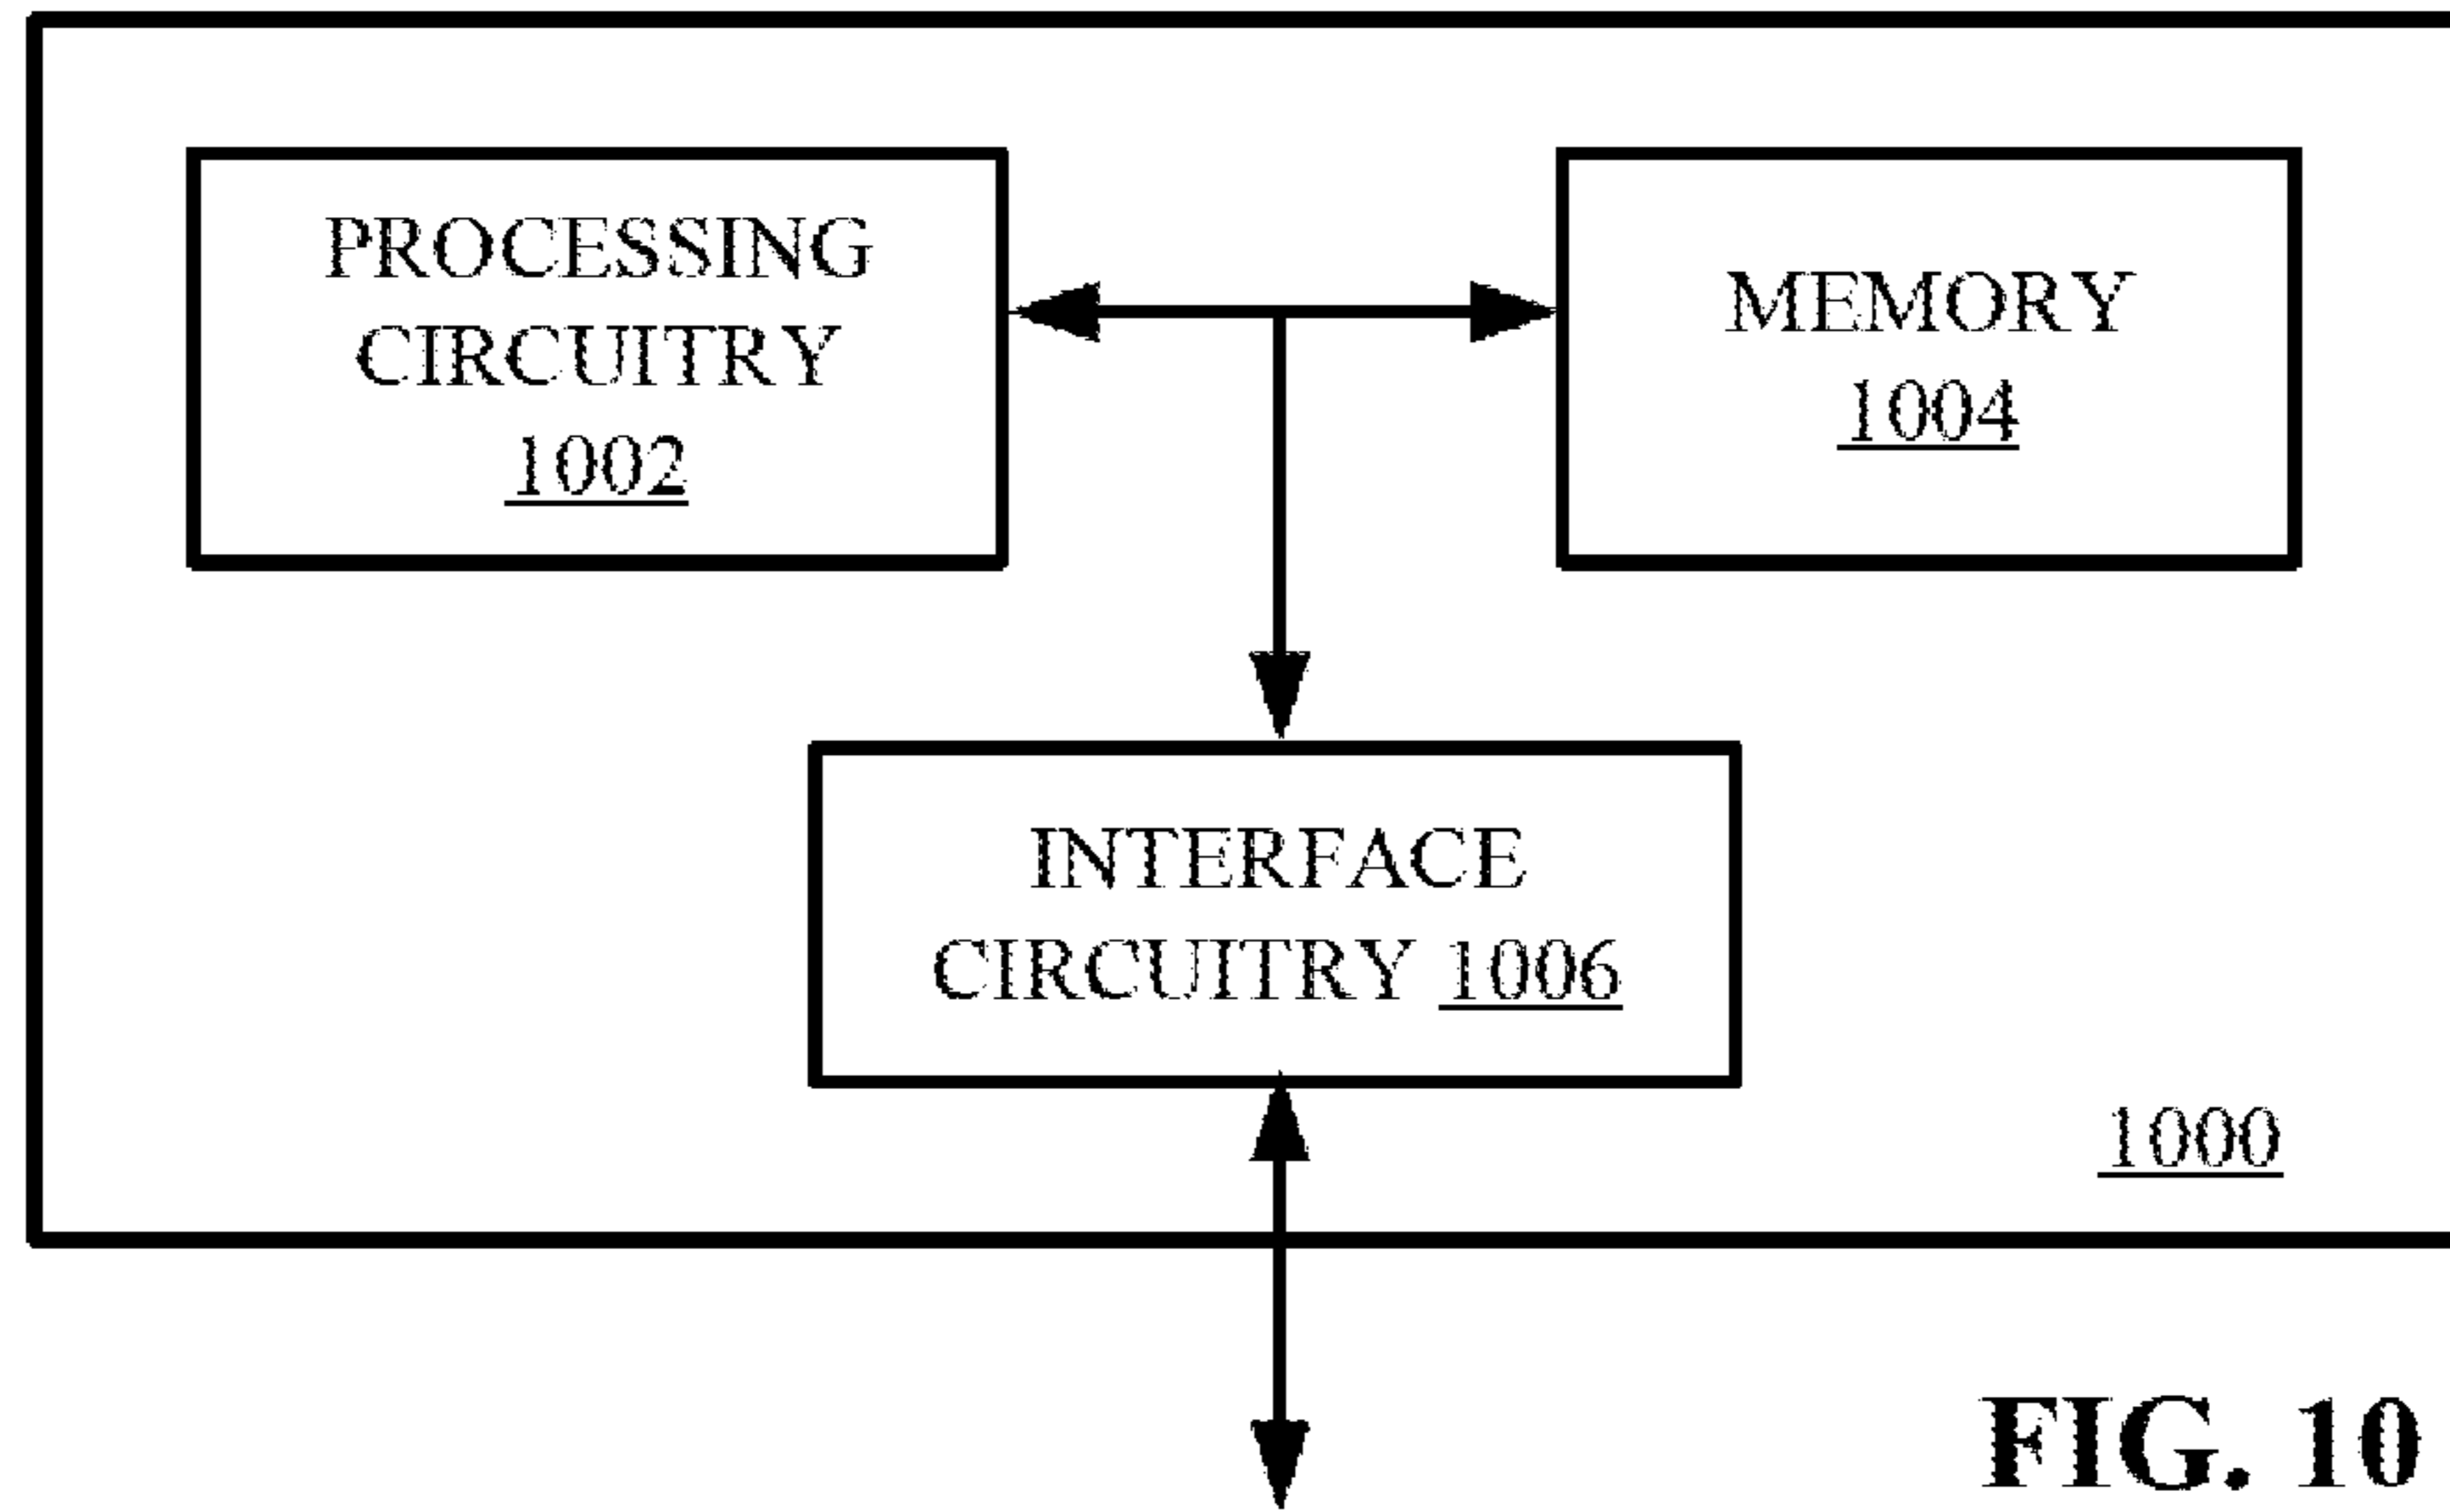 PROCESSING
CIRCUITRY
1002
MEMORY
1004
INTERFACE
CIRCUITRY 1006
1000
FIG. 10